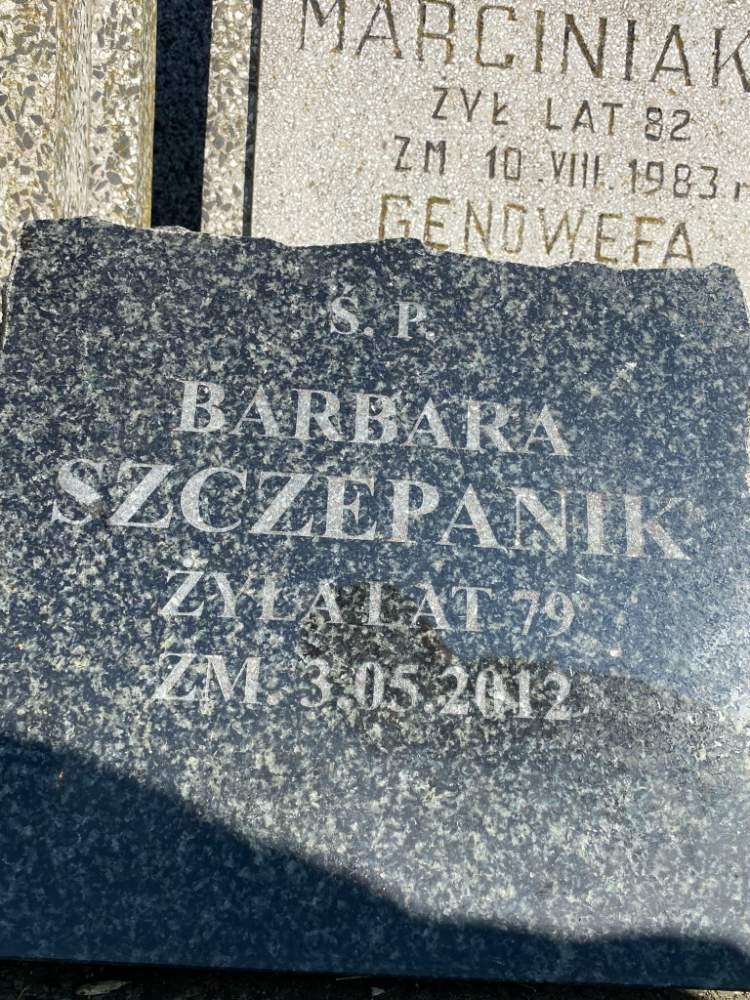 MARCINIAK
ŻYŁ LAT 82
ZM 10.VIII.1983 r
GENOWEFA
Ś. P.
BARBARA
SZCZEPANIK
ŻYŁA LAT 79
ZM. 3.05.2012.